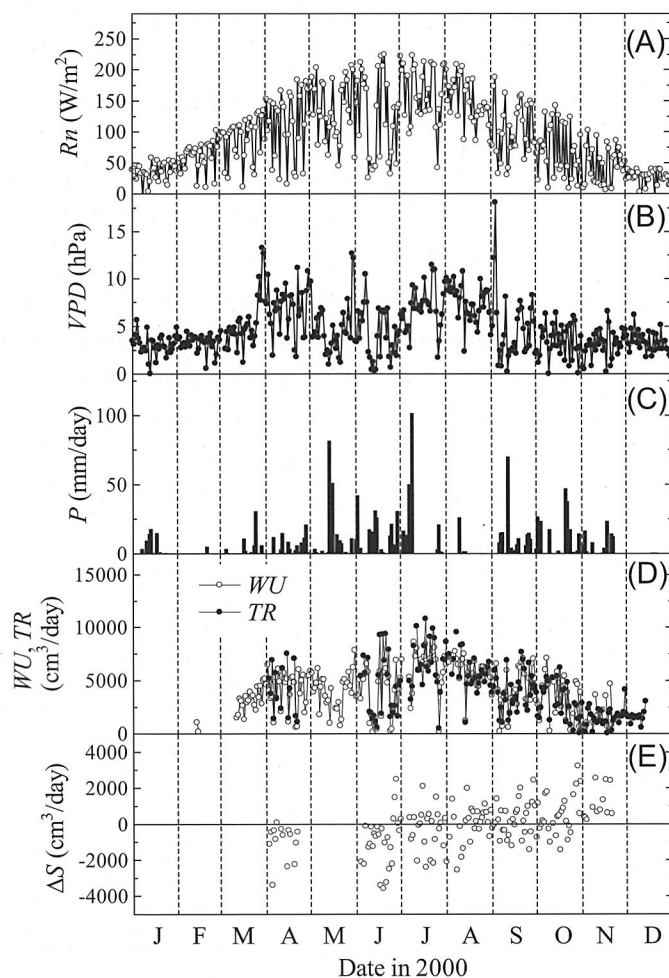 (A)
250
200
150
100
50
0
Rn (W/m²)
(B)
15
10
5
0
VPD (hPa)
(C)
100
50
0
P (mm/day)
(D)
15000
10000
5000
0
WU, TR
(cm³/day)
WU
TR
(E)
4000
2000
0
-2000
-4000
ΔS (cm³/day)
J F M A M J J A S O N D
Date in 2000